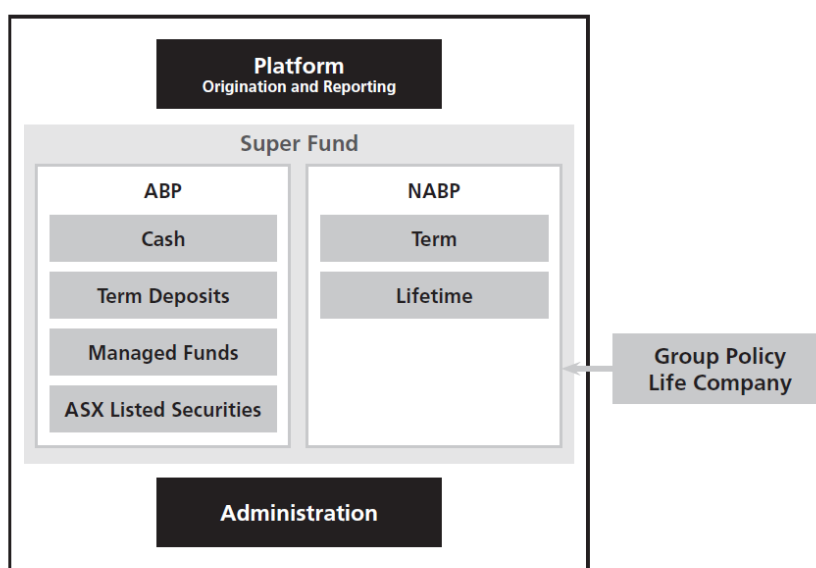 Platform
Origination and Reporting
Super Fund
ABP
Cash
Term Deposits
Managed Funds
ASX Listed Securities
NABP
Term
Lifetime
Group Policy
Life Company
Administration